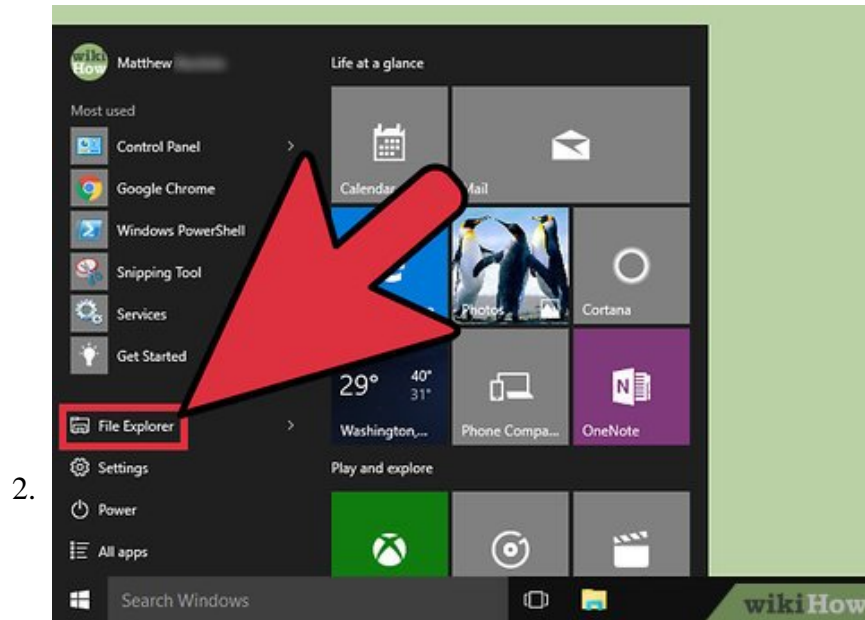 wiki
How
Matthew
Most used
Control Panel
Google Chrome
Windows PowerShell
Snipping Tool
Services
Get Started
File Explorer
Settings
Power
All apps
Search Windows
Life at a glance
Calendar
Mail
Photos
Cortana
29° 40° 31°
Washington,...
Phone Compa...
N
OneNote
Play and explore
2.
wikiHow